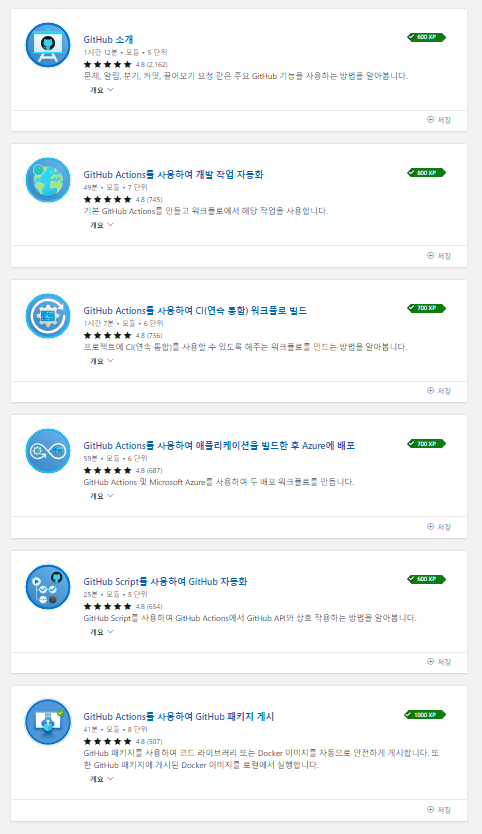 GitHub 소개
600 XP
1시간 12분 • 모듈 • 5 단위
4.8 (2,162)
문제, 알림, 분기, 커밋, 끌어오기 요청 같은 주요 GitHub 기능을 사용하는 방법을 알아봅니다.
개요
저장
GitHub Actions를 사용하여 개발 작업 자동화
800 XP
49분 • 모듈 • 7 단위
4.8 (745)
기본 GitHub Actions를 만들고 워크플로에서 해당 작업을 사용합니다.
개요
저장
GitHub Actions를 사용하여 CI(연속 통합) 워크플로 빌드
700 XP
1시간 7분 • 모듈 • 6 단위
4.8 (736)
프로젝트에 CI(연속 통합)를 사용할 수 있도록 해주는 워크플로를 만드는 방법을 알아봅니다.
개요
저장
GitHub Actions를 사용하여 애플리케이션을 빌드한 후 Azure에 배포
700 XP
59분 • 모듈 • 6 단위
4.8 (687)
GitHub Actions 및 Microsoft Azure를 사용하여 두 배포 워크플로를 만듭니다.
개요
저장
GitHub Script를 사용하여 GitHub 자동화
600 XP
25분 • 모듈 • 5 단위
4.8 (654)
GitHub Script를 사용하여 GitHub Actions에서 GitHub API와 상호 작용하는 방법을 알아봅니다.
개요
저장
GitHub Actions를 사용하여 GitHub 패키지 게시
1000 XP
41분 • 모듈 • 8 단위
4.8 (507)
GitHub 패키지를 사용하여 코드 라이브러리 또는 Docker 이미지를 자동으로 안전하게 게시합니다. 또
한 GitHub 패키지에 게시된 Docker 이미지를 로컬에서 실행합니다.
개요
저장